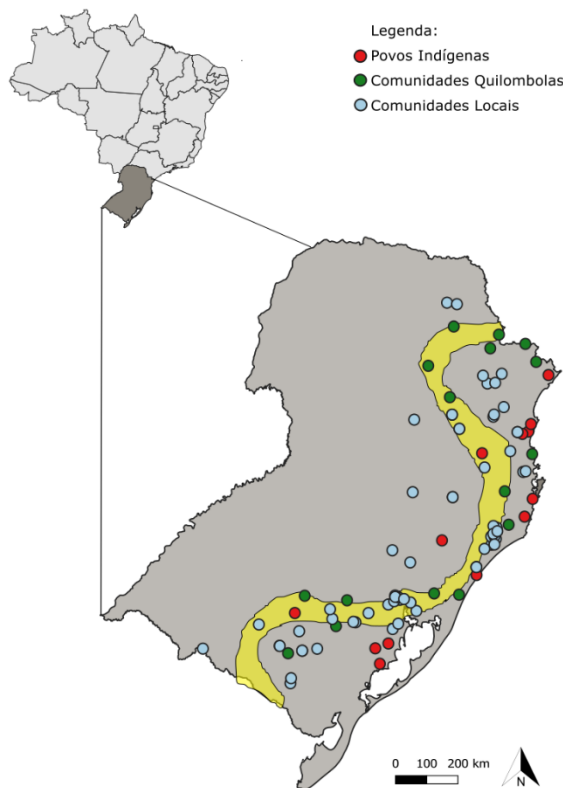 Legenda:
Povos Indígenas
Comunidades Quilombolas
Comunidades Locais
0 100 200 km
N